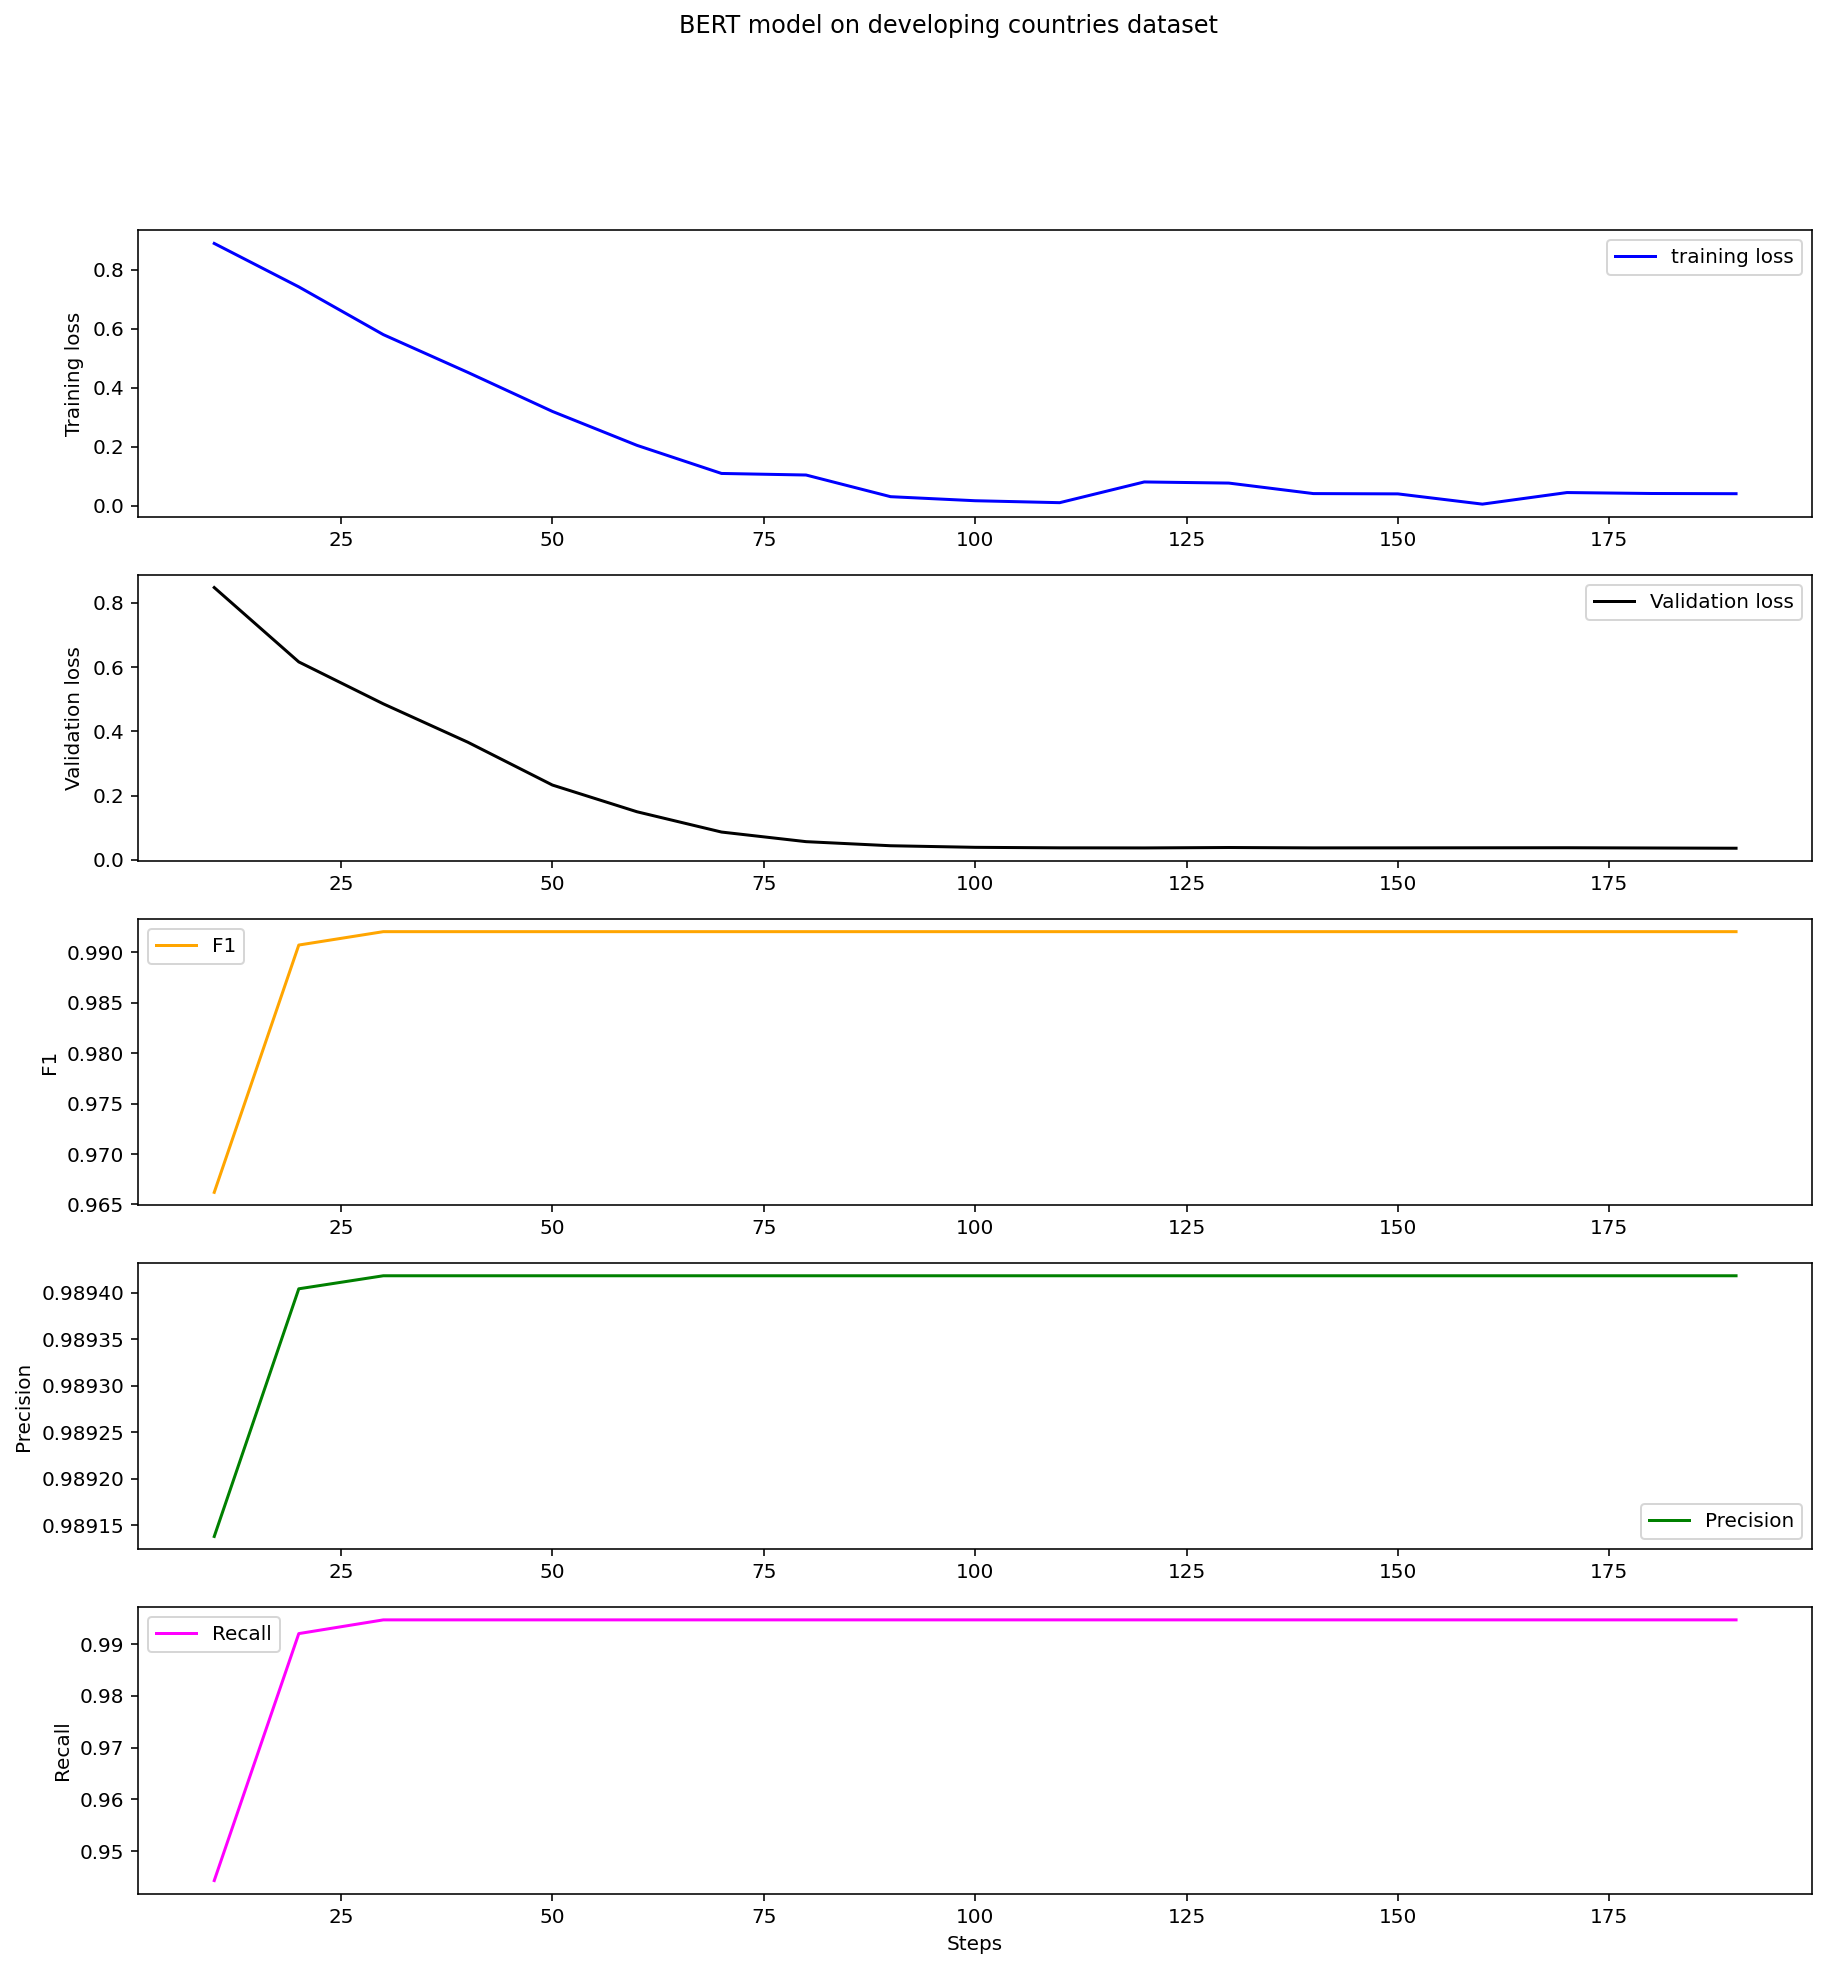 BERT model on developing countries dataset
training loss
Training loss
0.8
0.6
0.4
0.2
0.0
25 50 75 100 125 150 175
Validation loss
Validation loss
0.8
0.6
0.4
0.2
0.0
25 50 75 100 125 150 175
F1
F1
0.990
0.985
0.980
0.975
0.970
0.965
25 50 75 100 125 150 175
Precision
0.98940
0.98935
0.98930
0.98925
0.98920
0.98915
Precision
25 50 75 100 125 150 175
Recall
Recall
0.99
0.98
0.97
0.96
0.95
25 50 75 100 125 150 175
Steps